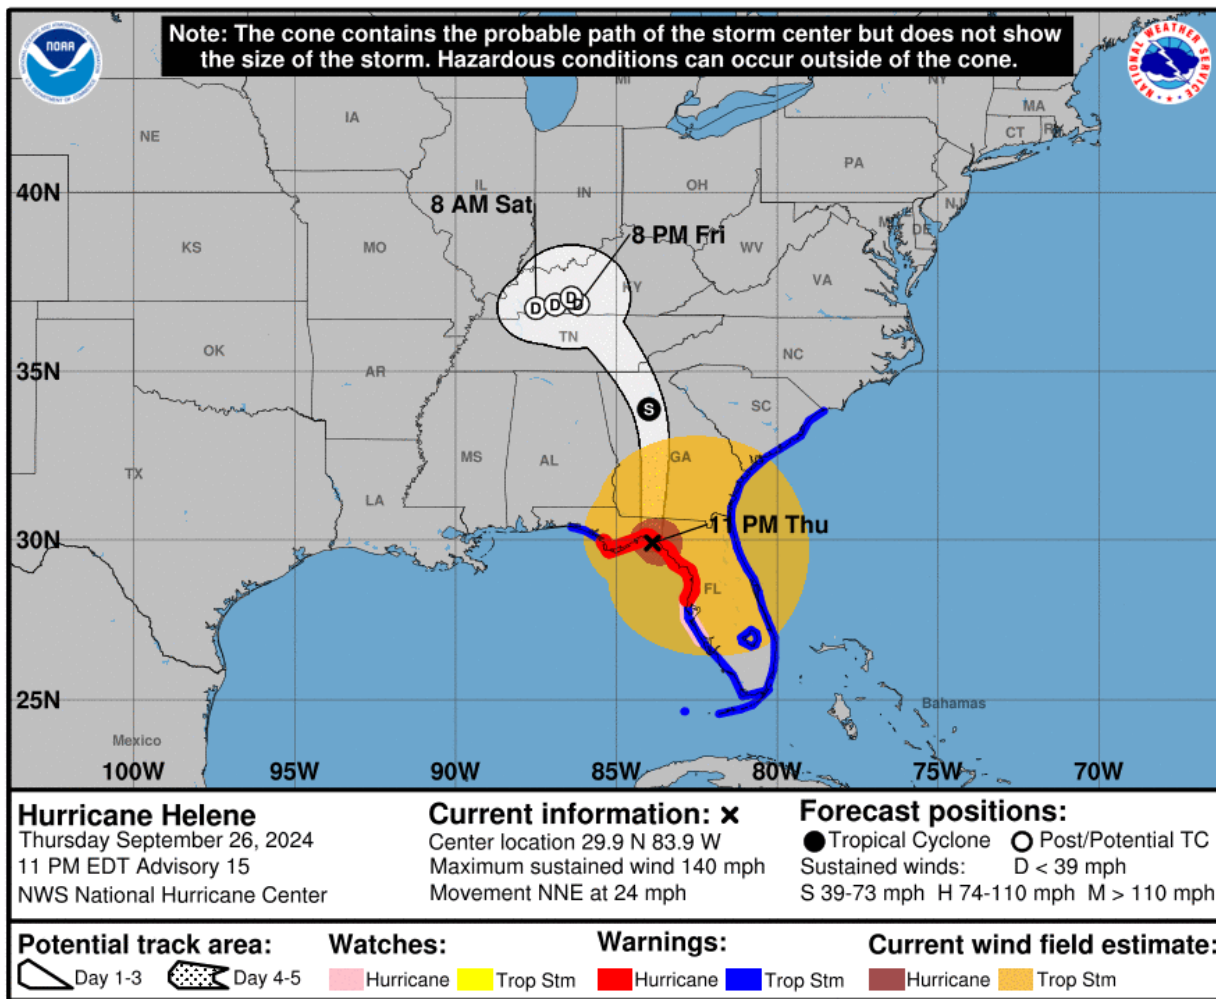 Note: The cone contains the probable path of the storm center but does not show
the size of the storm. Hazardous conditions can occur outside of the cone.
NOAA
NATIONAL WEATHER SERVICE
MI
NY
IA
MA
NE
CT
PA
40N
IL
IN
OH
NJ
8 AM Sat
DE
8 PM Fri
KS
MO
WV
VA
KY
D D D D
TN
OK
NC
35N
AR
S
SC
MS
AL
GA
TX
LA
11 PM Thu
30N
FL
25N
Bahamas
Mexico
100W 95W 90W 85W 80W 75W 70W
Hurricane Helene
Thursday September 26, 2024
11 PM EDT Advisory 15
NWS National Hurricane Center
Current information: ×
Center location 29.9 N 83.9 W
Maximum sustained wind 140 mph
Movement NNE at 24 mph
Forecast positions:
Tropical Cyclone Post/Potential TC
Sustained winds: D < 39 mph
S 39-73 mph H 74-110 mph M > 110 mph
Potential track area:
Day 1-3 Day 4-5
Watches:
Hurricane Trop Stm
Warnings:
Hurricane Trop Stm
Current wind field estimate:
Hurricane Trop Stm